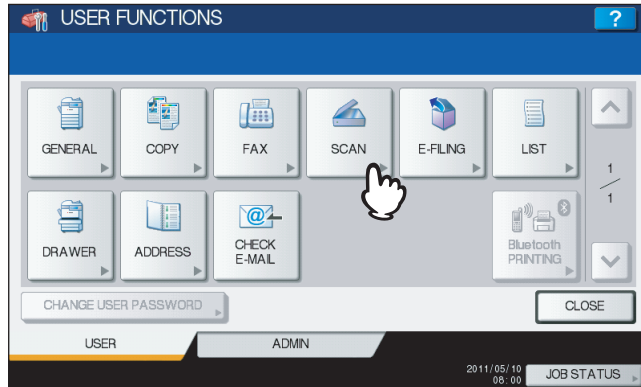 USER FUNCTIONS
?
GENERAL
COPY
FAX
SCAN
E-FILING
LIST
1
1
DRAWER
ADDRESS
@
CHECK
E-MAIL
Bluetooth
PRINTING
CHANGE USER PASSWORD
CLOSE
USER
ADMIN
2011/05/10
08:00
JOB STATUS